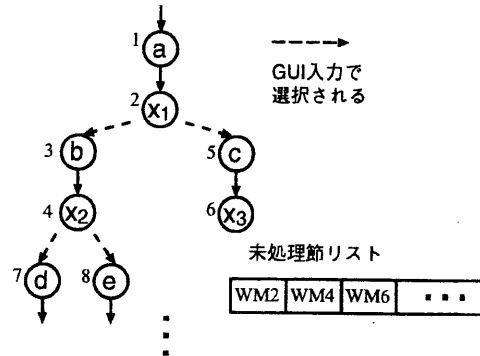 1 a
GUI入力で
選択される
2 x1
3 b
5 c
4 x2
6 x3
未処理節リスト
7 d
8 e
WM2 WM4 WM6 ▪▪▪